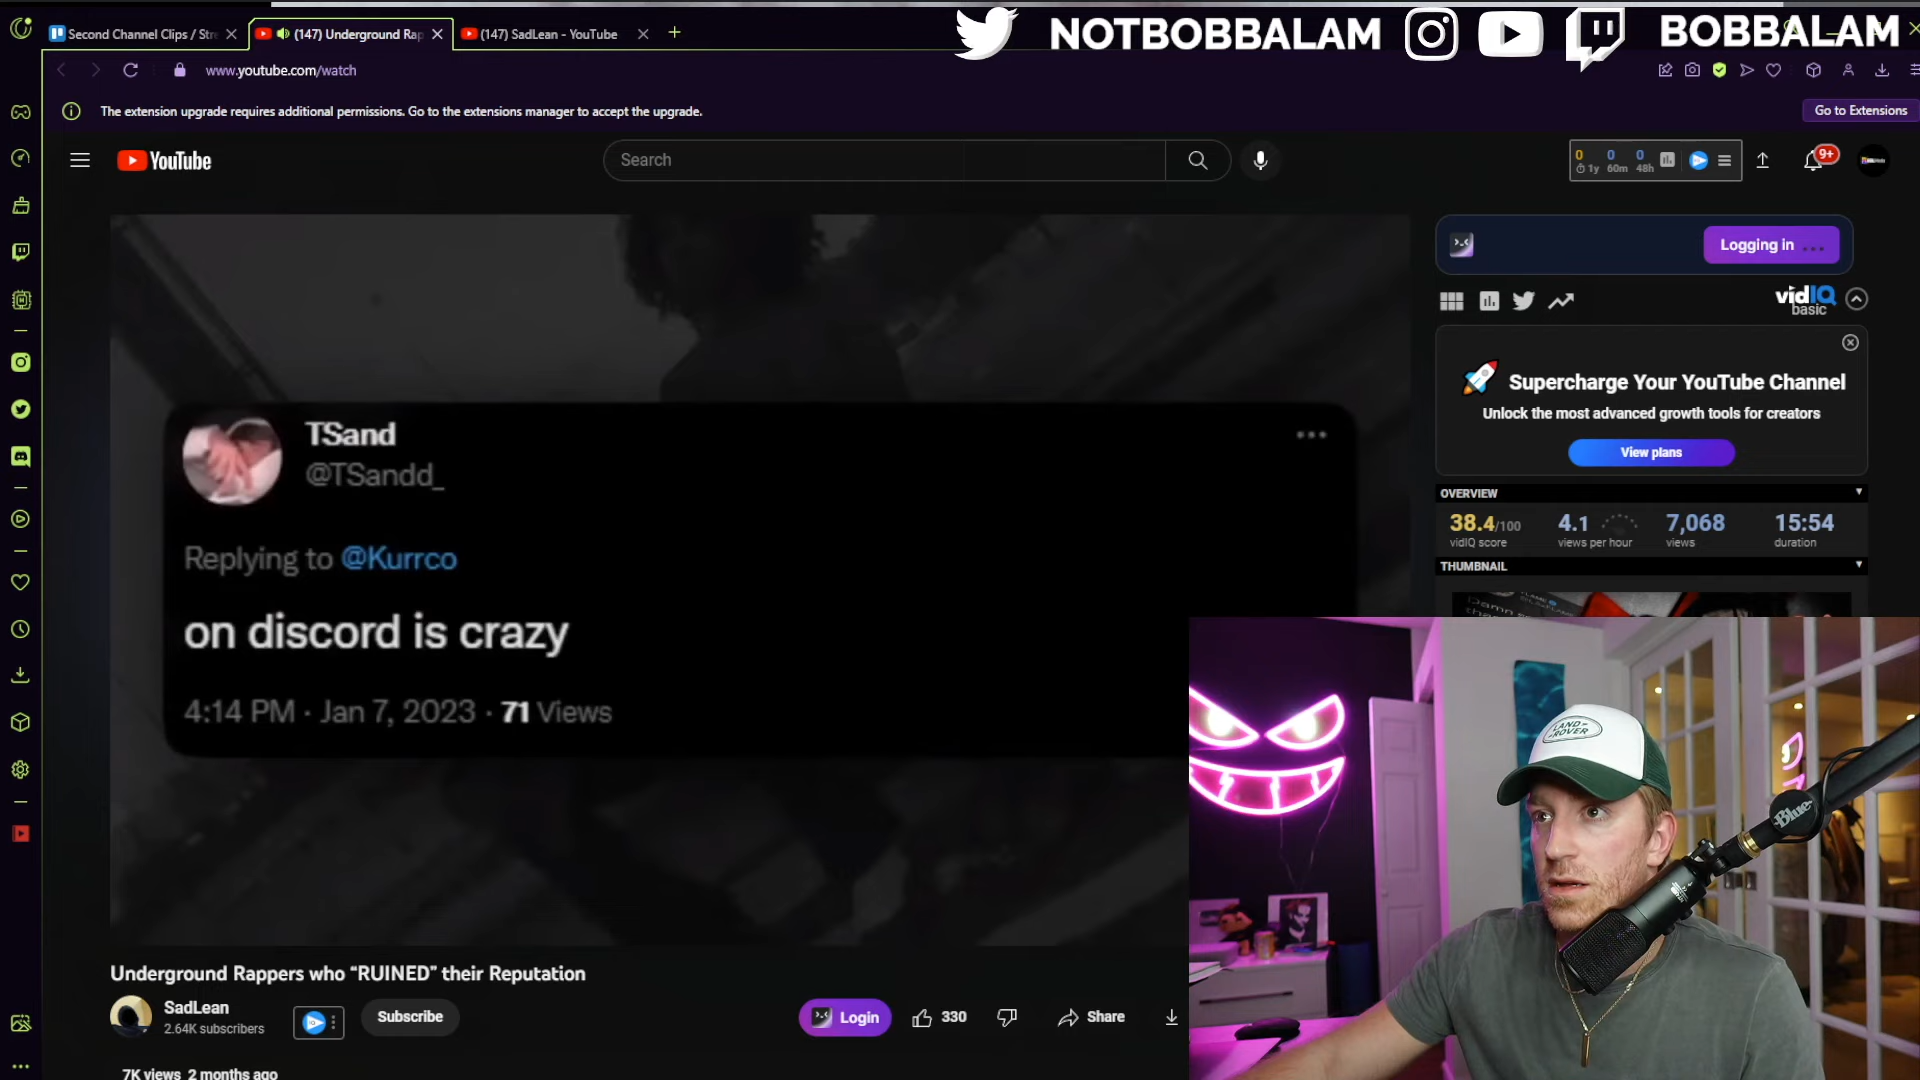 Second Channel Clips / Stre
(147) Underground Rap
(147) SadLean - YouTube
NOTBOBBALAM
BOBBALAM
www.youtube.com/watch
The extension upgrade requires additional permissions. Go to the extensions manager to accept the upgrade.
Go to Extensions
YouTube
Search
0 0 0
1y 60m 48h
9+
Logging in ...
vidIQ
basic
Supercharge Your YouTube Channel
Unlock the most advanced growth tools for creators
View plans
TSand
@TSandd_
Replying to @Kurrco
on discord is crazy
4:14 PM · Jan 7, 2023 · 71 Views
OVERVIEW
38.4/100 4.1 7,068 15:54
vidIQ score views per hour views duration
THUMBNAIL
LAND
ROVER
Blue
Underground Rappers who “RUINED” their Reputation
SadLean
2.64K subscribers
Subscribe
Login
330
Share
7K views 2 months ago